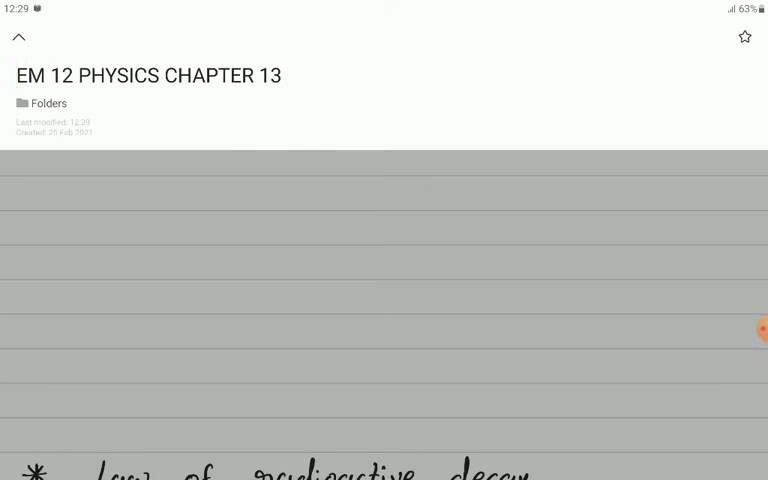 12:29 63%
EM 12 PHYSICS CHAPTER 13
Folders
Last modified: 12:29
Created: 25 Feb 2021
* Law of radioactive decay